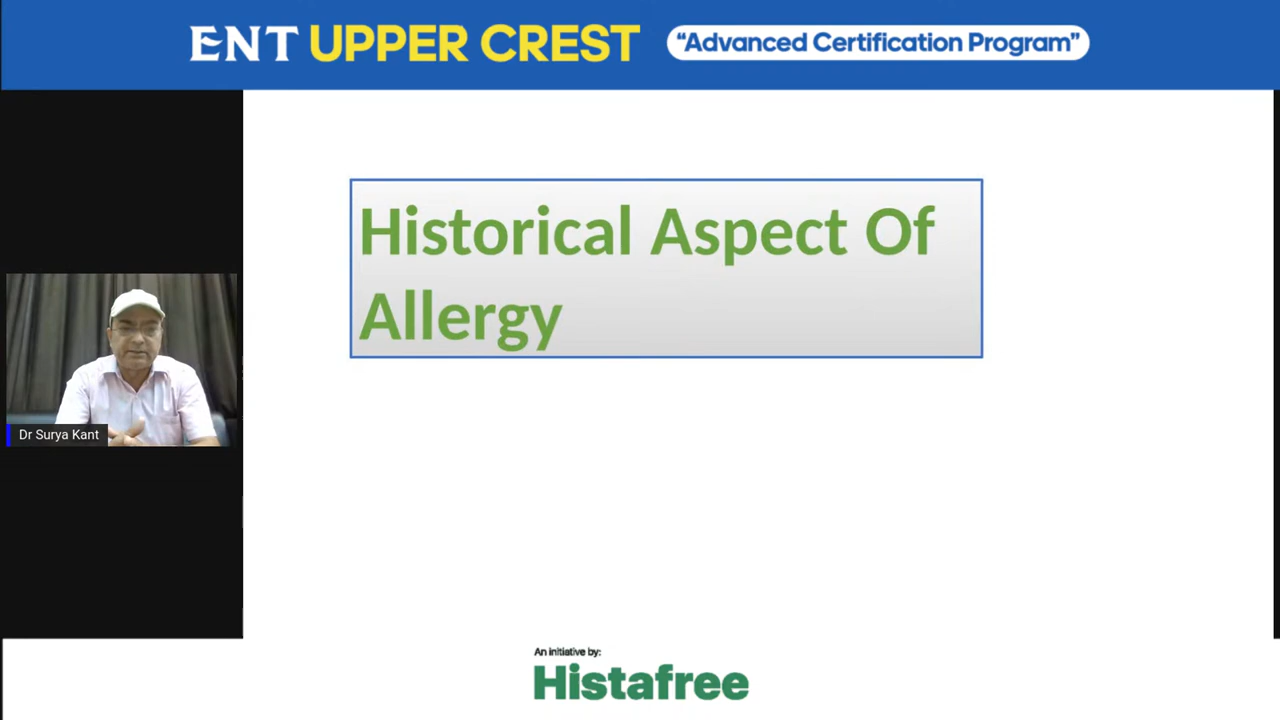 ENT UPPER CREST "Advanced Certification Program"
Historical Aspect Of
Allergy
Dr Surya Kant
An initiative by:
Histafree